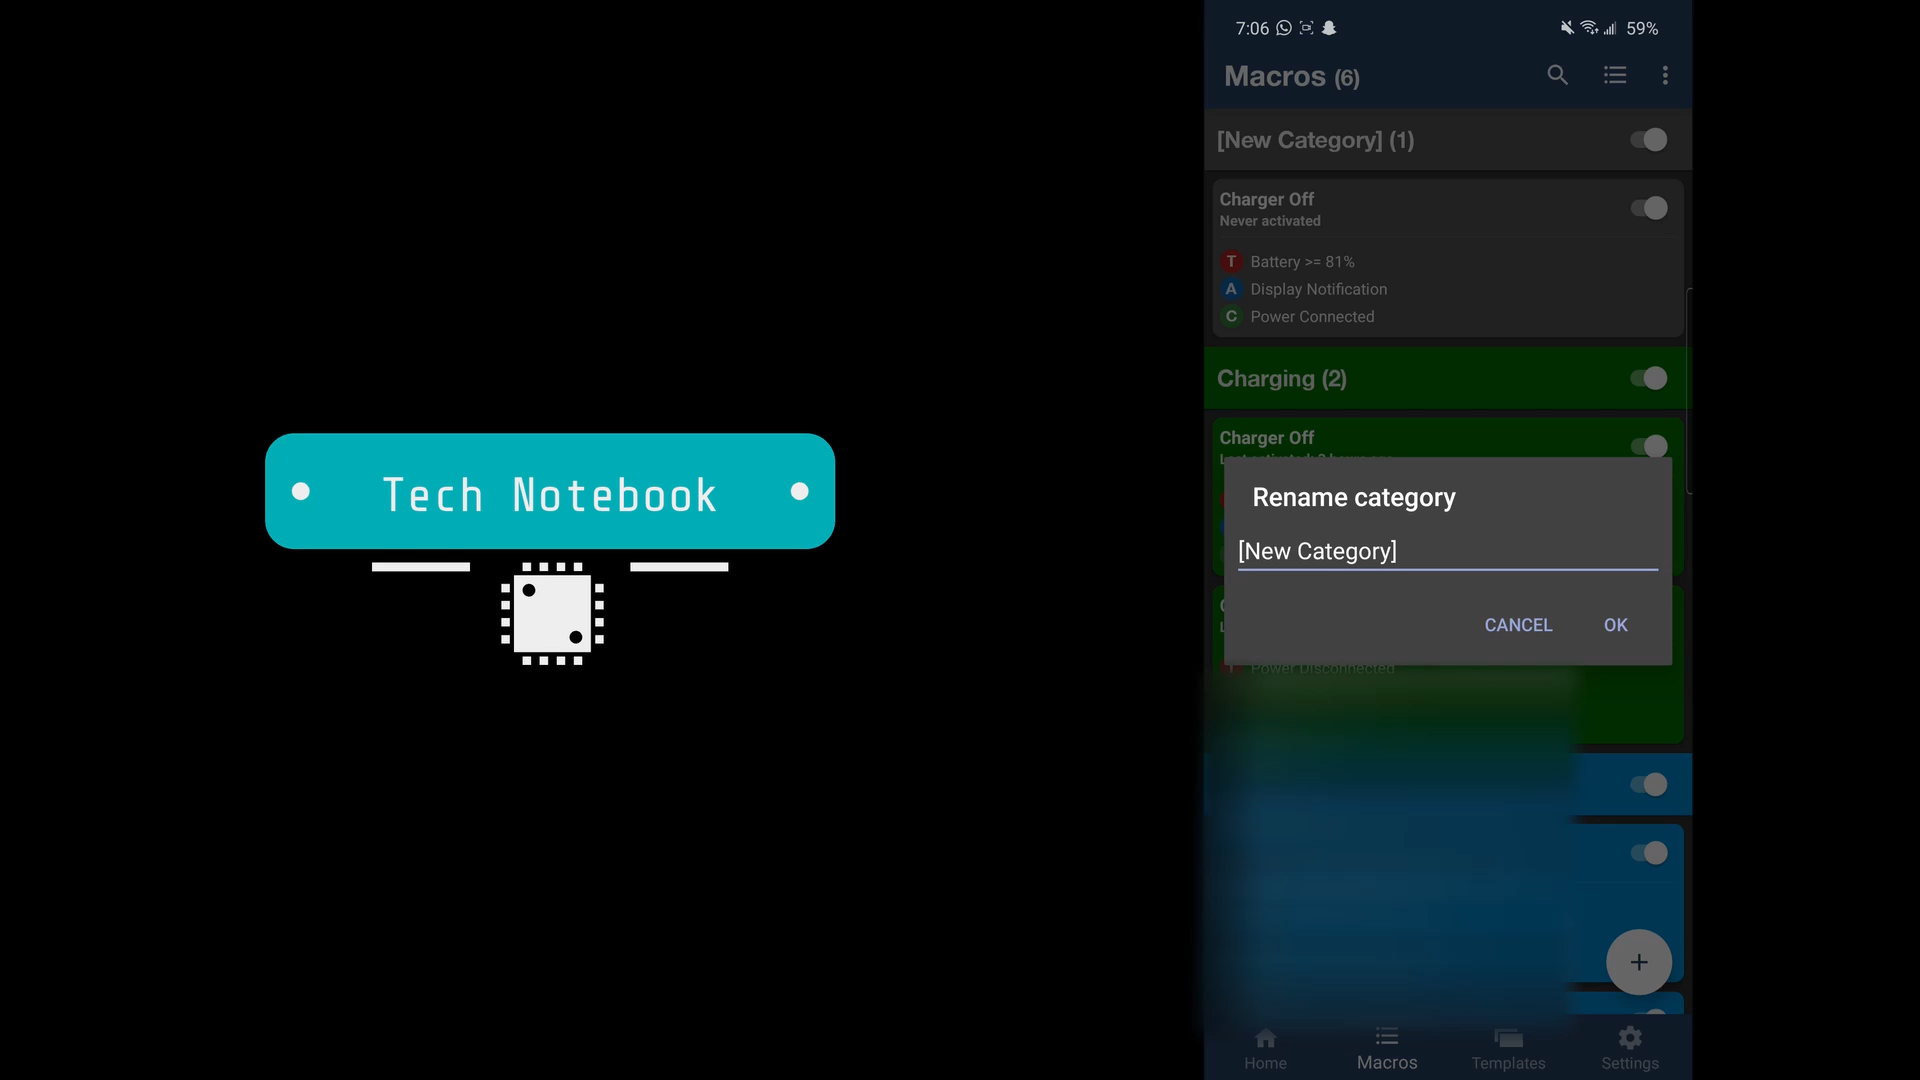 Tech Notebook
7:06
59%
Macros (6)
[New Category] (1)
Charger Off
Never activated
T Battery >= 81%
A Display Notification
C Power Connected
Charging (2)
Charger Off
Rename category
[New Category]
CANCEL
OK
Power Disconnected
Home
Macros
Templates
Settings